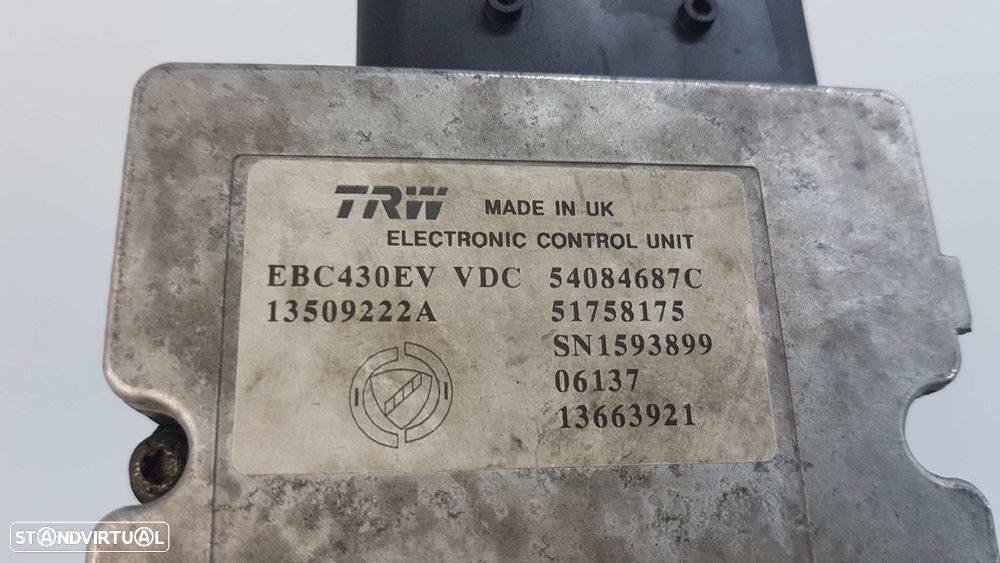 TRW MADE IN UK
ELECTRONIC CONTROL UNIT
EBC430EV VDC 54084687C
13509222A 51758175
SN1593899
06137
13663921
STANDVIRTUAL